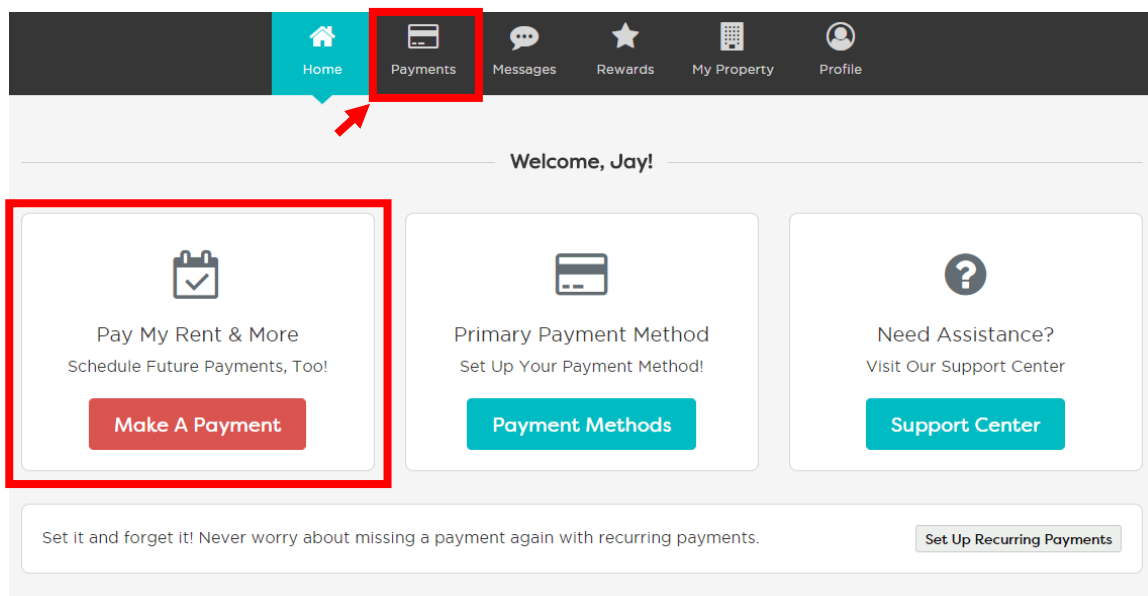 Home
Payments
Messages
Rewards
My Property
Profile
Welcome, Jay!
Pay My Rent & More
Schedule Future Payments, Too!
Make A Payment
Primary Payment Method
Set Up Your Payment Method!
Payment Methods
Need Assistance?
Visit Our Support Center
Support Center
Set it and forget it! Never worry about missing a payment again with recurring payments.
Set Up Recurring Payments